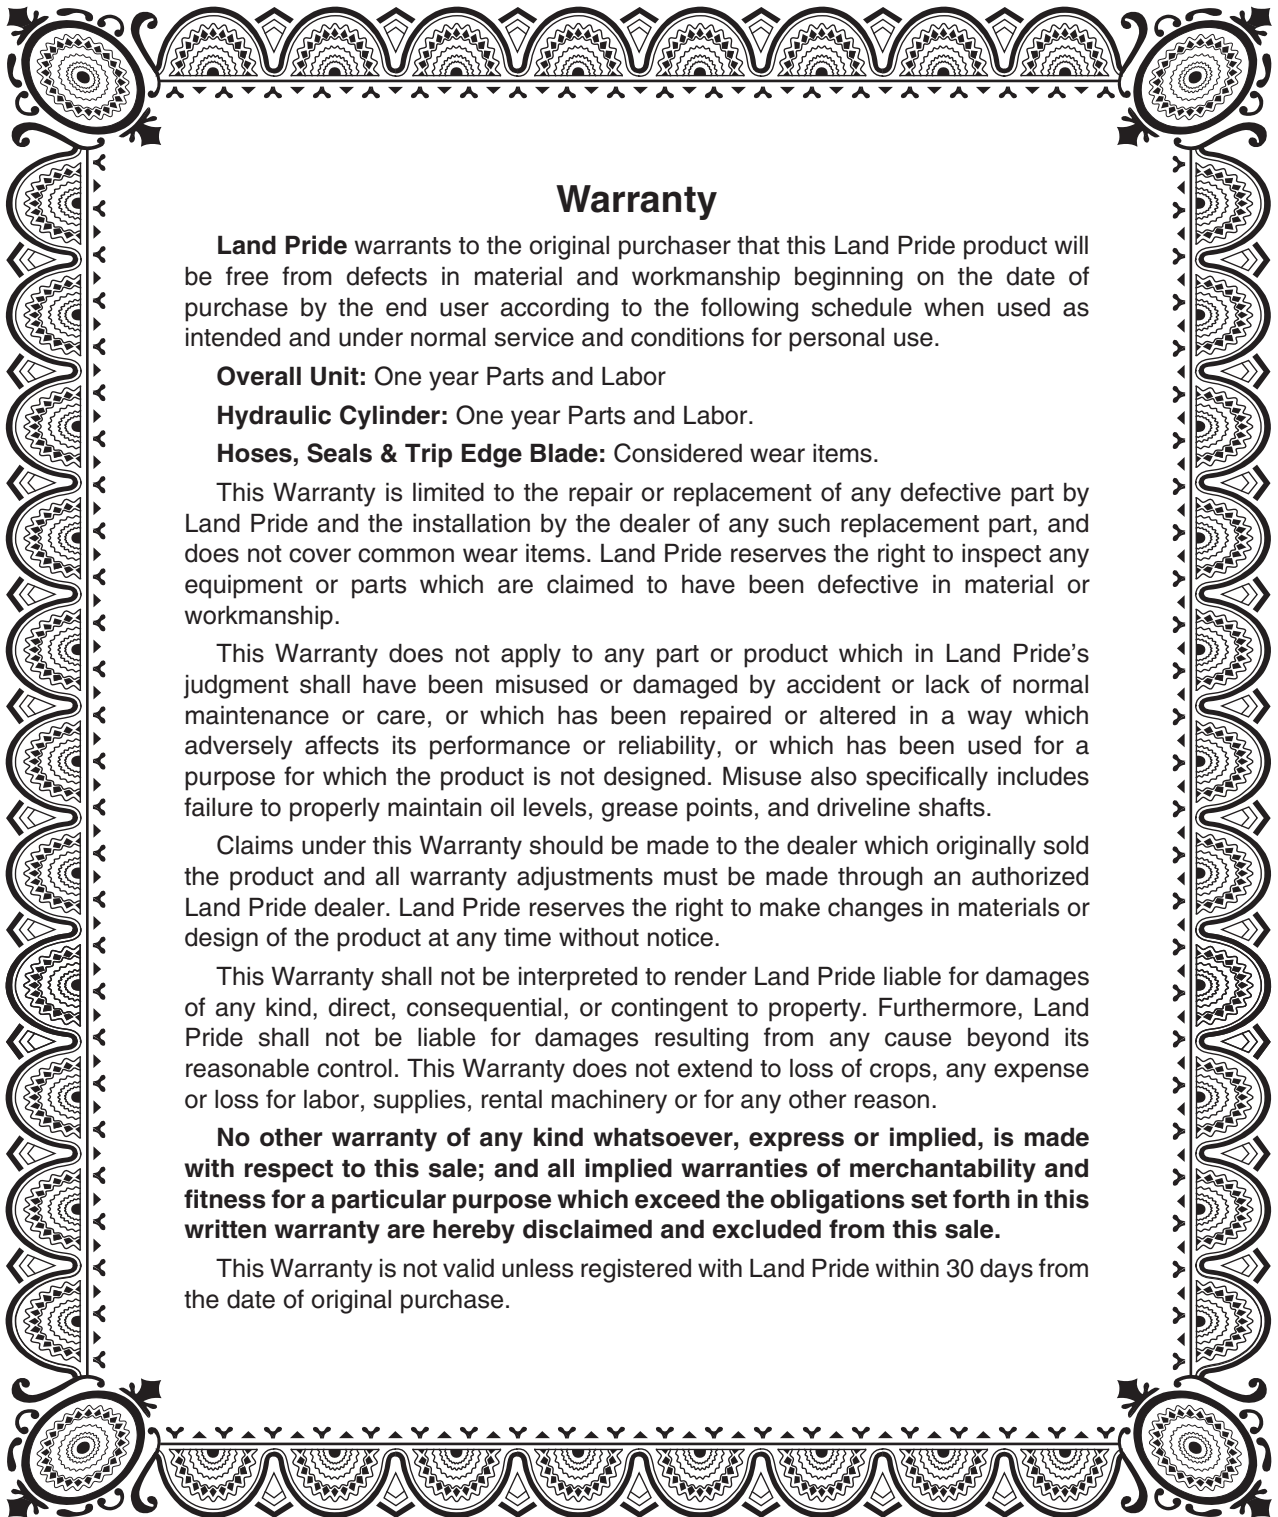 Warranty
Land Pride warrants to the original purchaser that this Land Pride product will
be free from defects in material and workmanship beginning on the date of
purchase by the end user according to the following schedule when used as
intended and under normal service and conditions for personal use.
Overall Unit: One year Parts and Labor
Hydraulic Cylinder: One year Parts and Labor.
Hoses, Seals & Trip Edge Blade: Considered wear items.
This Warranty is limited to the repair or replacement of any defective part by
Land Pride and the installation by the dealer of any such replacement part, and
does not cover common wear items. Land Pride reserves the right to inspect any
equipment or parts which are claimed to have been defective in material or
workmanship.
This Warranty does not apply to any part or product which in Land Pride’s
judgment shall have been misused or damaged by accident or lack of normal
maintenance or care, or which has been repaired or altered in a way which
adversely affects its performance or reliability, or which has been used for a
purpose for which the product is not designed. Misuse also specifically includes
failure to properly maintain oil levels, grease points, and driveline shafts.
Claims under this Warranty should be made to the dealer which originally sold
the product and all warranty adjustments must be made through an authorized
Land Pride dealer. Land Pride reserves the right to make changes in materials or
design of the product at any time without notice.
This Warranty shall not be interpreted to render Land Pride liable for damages
of any kind, direct, consequential, or contingent to property. Furthermore, Land
Pride shall not be liable for damages resulting from any cause beyond its
reasonable control. This Warranty does not extend to loss of crops, any expense
or loss for labor, supplies, rental machinery or for any other reason.
No other warranty of any kind whatsoever, express or implied, is made
with respect to this sale; and all implied warranties of merchantability and
fitness for a particular purpose which exceed the obligations set forth in this
written warranty are hereby disclaimed and excluded from this sale.
This Warranty is not valid unless registered with Land Pride within 30 days from
the date of original purchase.